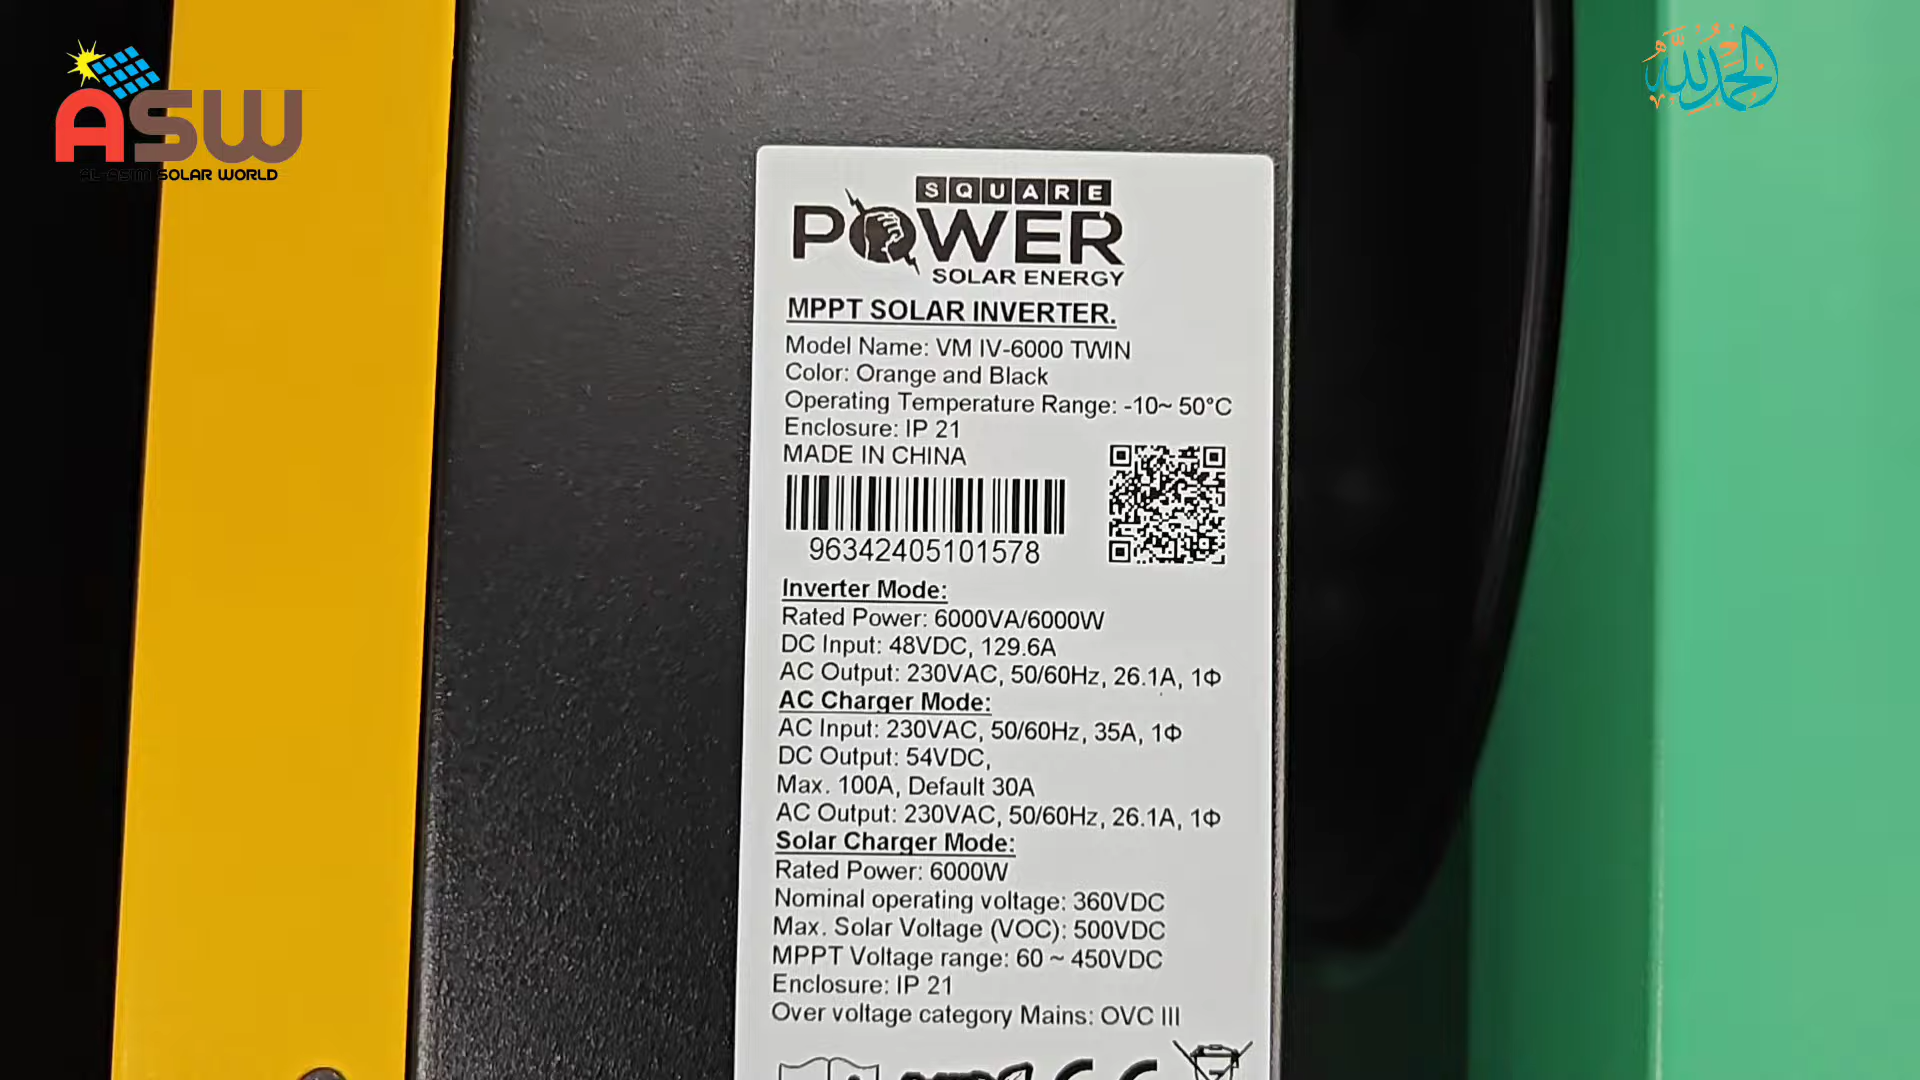 ASW
AL-ASIM SOLAR WORLD
الحمد لله
SQUARE
POWER
SOLAR ENERGY
MPPT SOLAR INVERTER.
Model Name: VM IV-6000 TWIN
Color: Orange and Black
Operating Temperature Range: -10~ 50°C
Enclosure: IP 21
MADE IN CHINA
96342405101578
Inverter Mode:
Rated Power: 6000VA/6000W
DC Input: 48VDC, 129.6A
AC Output: 230VAC, 50/60Hz, 26.1A, 1Φ
AC Charger Mode:
AC Input: 230VAC, 50/60Hz, 35A, 1Φ
DC Output: 54VDC,
Max. 100A, Default 30A
AC Output: 230VAC, 50/60Hz, 26.1A, 1Φ
Solar Charger Mode:
Rated Power: 6000W
Nominal operating voltage: 360VDC
Max. Solar Voltage (VOC): 500VDC
MPPT Voltage range: 60 ~ 450VDC
Enclosure: IP 21
Over voltage category Mains: OVC III